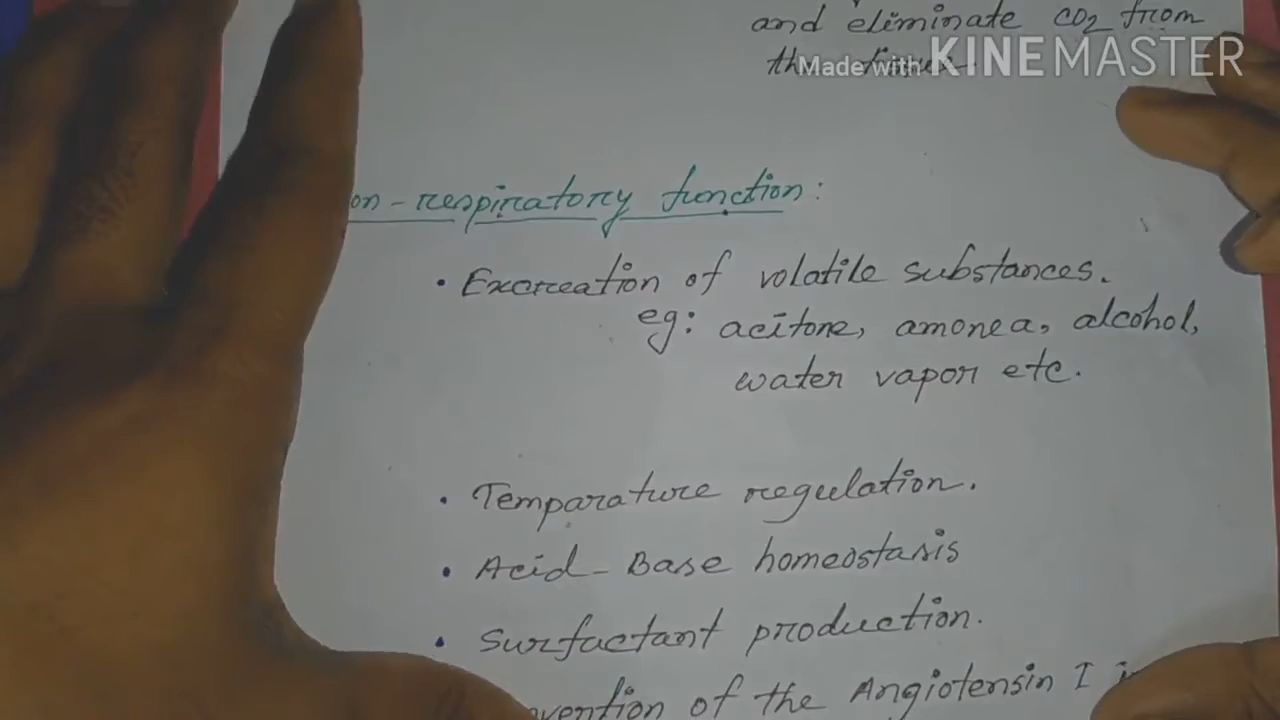 and eliminate CO2 from
Made with KINEMASTER
on-respiratory function:
• Excreation of volatile substances.
eg: acitone, amonea, alcohol,
water vapor etc.
• Temparature regulation.
• Acid-Base homeostasis
• Surfactant production.
vention of the Angiotensin I